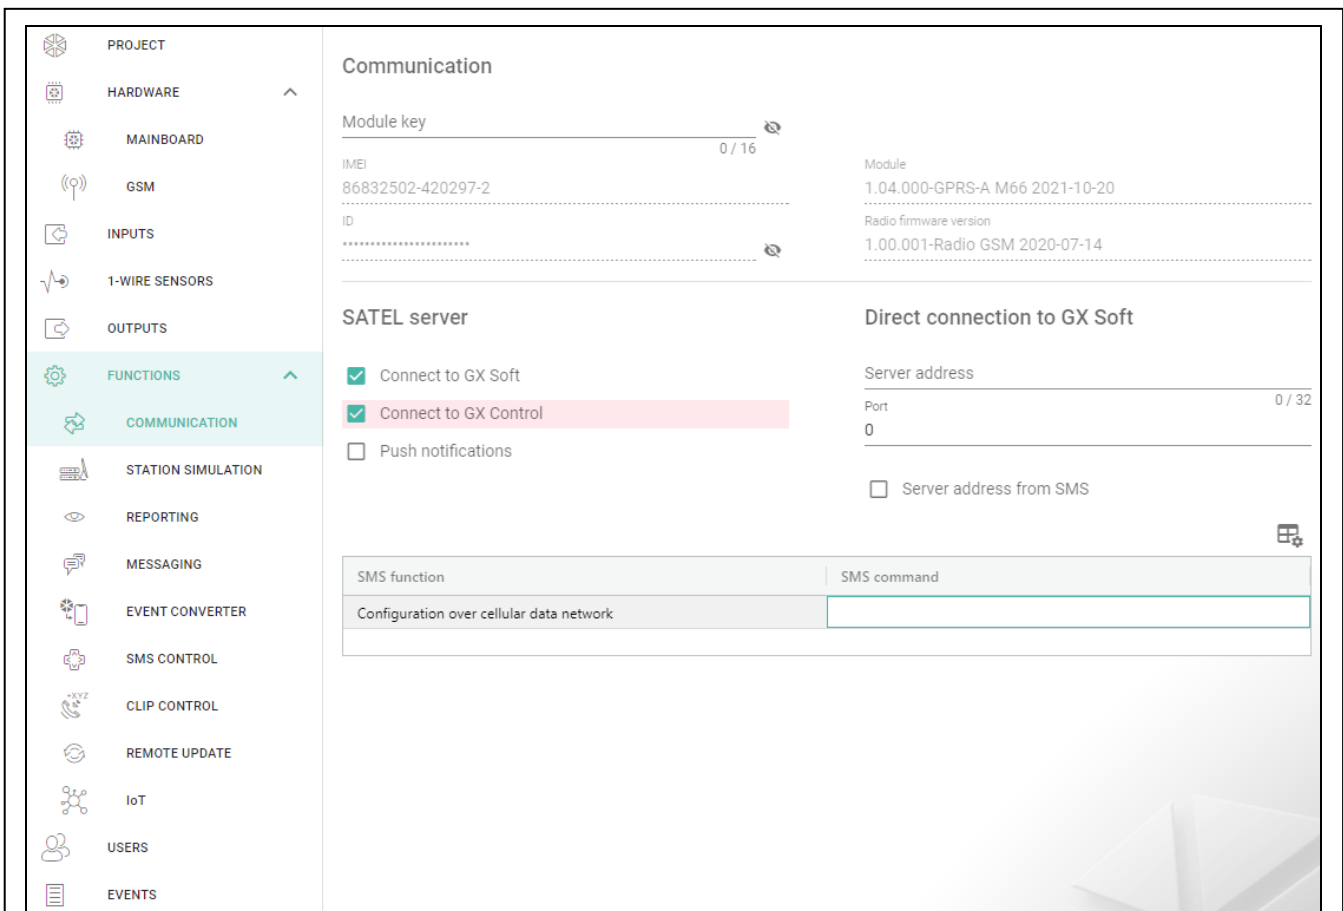 PROJECT
HARDWARE
MAINBOARD
GSM
INPUTS
1-WIRE SENSORS
OUTPUTS
FUNCTIONS
COMMUNICATION
STATION SIMULATION
REPORTING
MESSAGING
EVENT CONVERTER
SMS CONTROL
+XYZ
CLIP CONTROL
REMOTE UPDATE
IoT
USERS
EVENTS
Communication
Module key
0 / 16
IMEI
86832502-420297-2
Module
1.04.000-GPRS-A M66 2021-10-20
ID
••••••••••••••••••••••
Radio firmware version
1.00.001-Radio GSM 2020-07-14
SATEL server
Connect to GX Soft
Connect to GX Control
Push notifications
Direct connection to GX Soft
Server address
0 / 32
Port
0
Server address from SMS
SMS function SMS command
Configuration over cellular data network